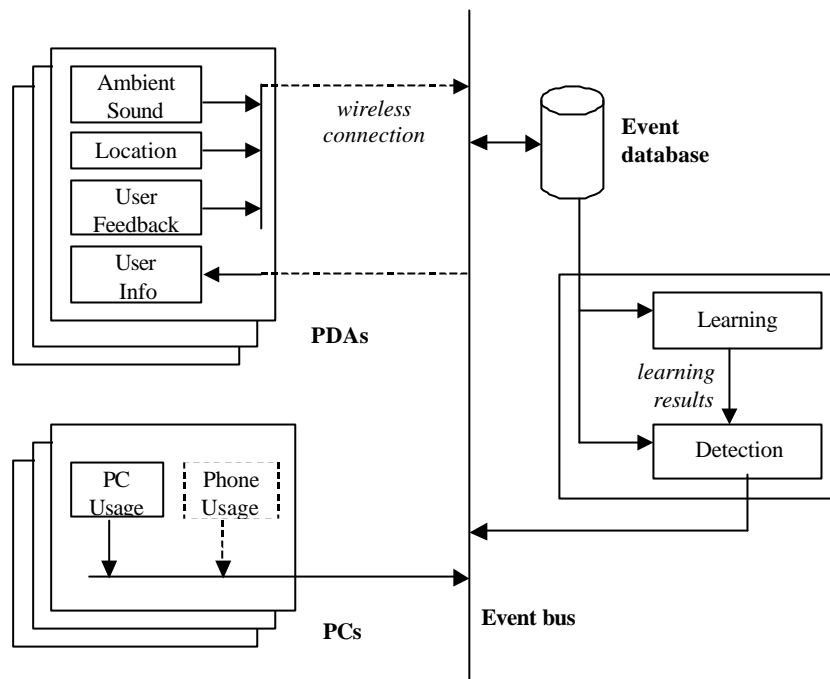 Ambient
Sound
Location
User
Feedback
User
Info
wireless
connection
PDAs
Event
database
Learning
learning
results
Detection
PC
Usage
Phone
Usage
PCs
Event bus